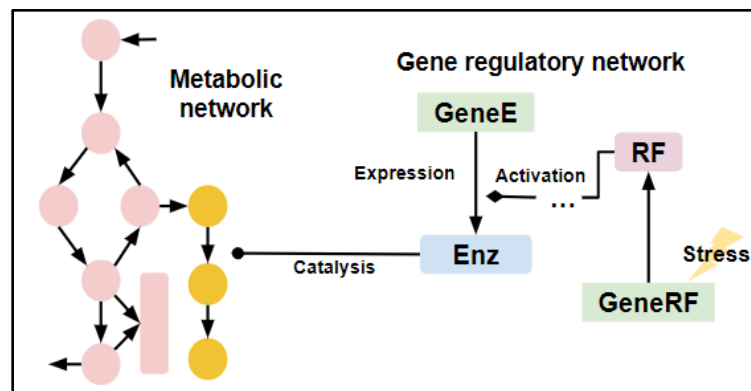 Metabolic
network
Gene regulatory network
GeneE
RF
Expression
Activation
...
Enz
Catalysis
Stress
GeneRF